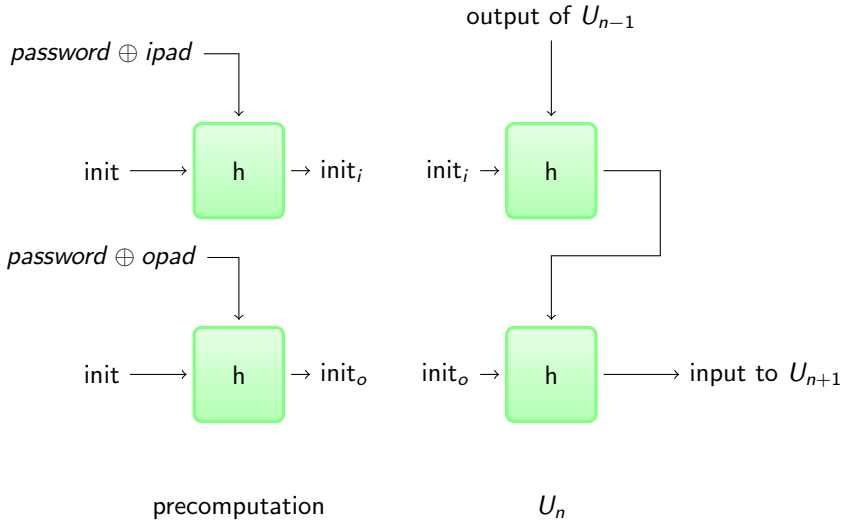 output of U_{n−1}
password ⊕ ipad
init
h
init_i
init_i
h
password ⊕ opad
init
h
init_o
init_o
h
input to U_{n+1}
precomputation
U_n